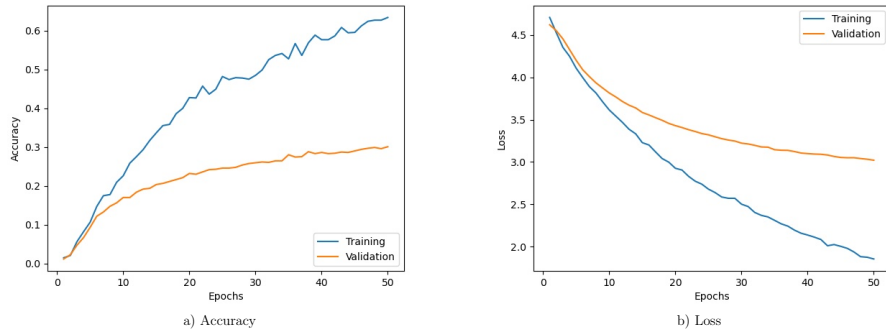 0.6
0.5
0.4
0.3
0.2
0.1
0.0
Accuracy
Training
Validation
0 10 20 30 40 50
Epochs
a) Accuracy
4.5
4.0
3.5
3.0
2.5
2.0
Loss
Training
Validation
0 10 20 30 40 50
Epochs
b) Loss